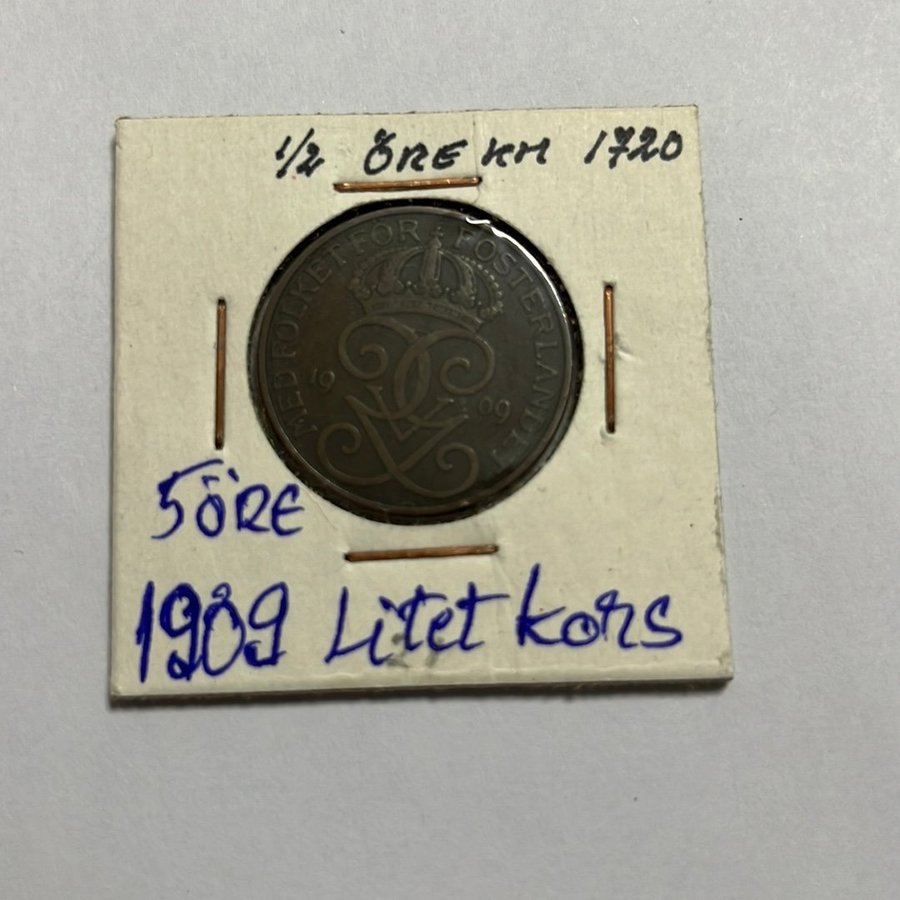 1/2 ÖRE KM 1720
MED FOLKET FÖR FOSTERLANDET
19 09
5 ÖRE
1909 Litet kors